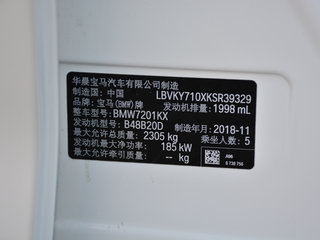 华晨宝马汽车有限公司制造
制造国: 中国 LBVKY710XKSR39329
品牌: 宝马(BMW)牌 发动机排量: 1998 mL
整车型号: BMW7201KX
发动机型号: B48B20D 制造年月: 2018-11
最大允许总质量: 2305 kg 乘坐人数: 5
发动机最大净功率: 185 kW
最大允许牵引质量: -- kg
A96